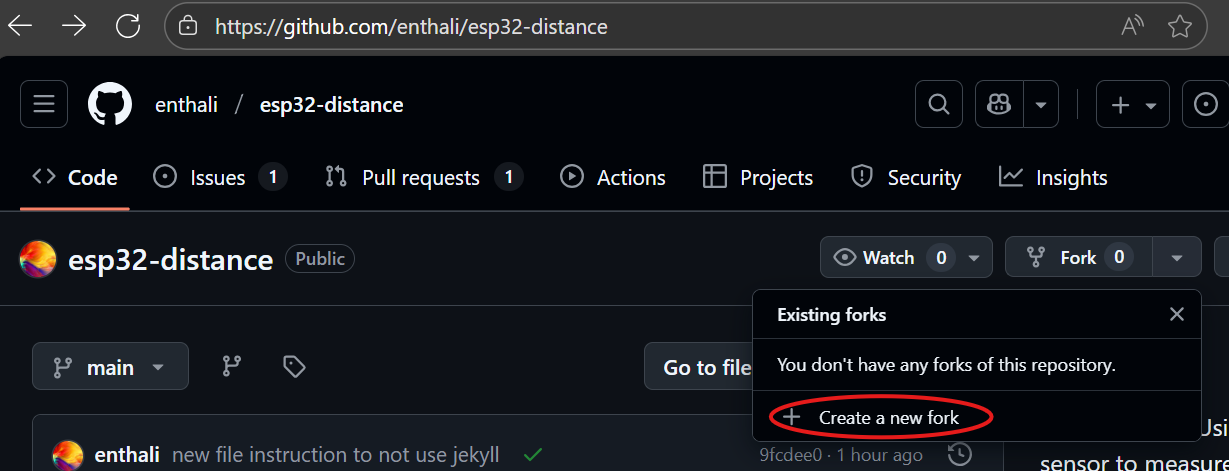 https://github.com/enthali/esp32-distance
enthali / esp32-distance
Code Issues 1 Pull requests 1 Actions Projects Security Insights
esp32-distance Public Watch 0 Fork 0
Existing forks
main Go to file You don't have any forks of this repository.
Create a new fork
enthali new file instruction to not use jekyll 9fcdee0 · 1 hour ago
sensor to measure